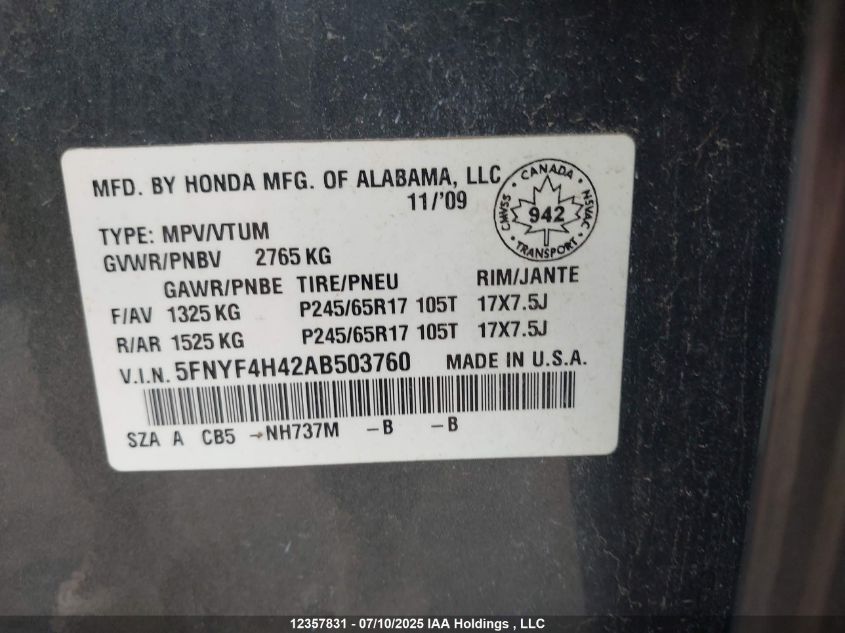 MFD. BY HONDA MFG. OF ALABAMA, LLC
11/'09
CANADA
CMVSS
942
NSVAC
TRANSPORT
TYPE: MPV/VTUM
GVWR/PNBV 2765 KG
GAWR/PNBE TIRE/PNEU RIM/JANTE
F/AV 1325 KG P245/65R17 105T 17X7.5J
R/AR 1525 KG P245/65R17 105T 17X7.5J
V.I.N. 5FNYF4H42AB503760 MADE IN U.S.A.
SZA A CB5 -NH737M -B -B
12357831 - 07/10/2025 IAA Holdings , LLC